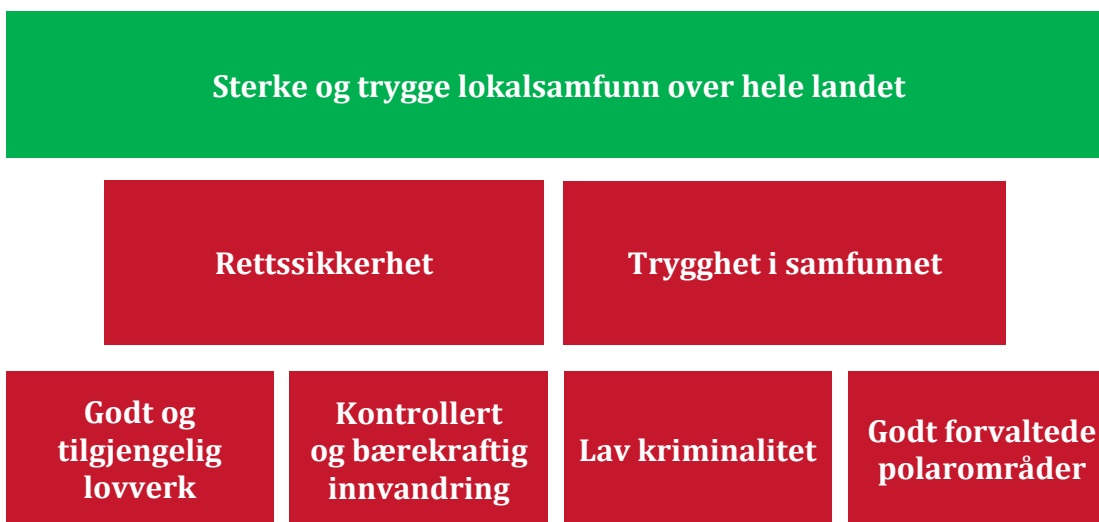 Sterke og trygge lokalsamfunn over hele landet
Rettssikkerhet
Trygghet i samfunnet
Godt og
tilgjengelig
lovverk
Kontrollert
og bærekraftig
innvandring
Lav kriminalitet
Godt forvaltede
polarområder